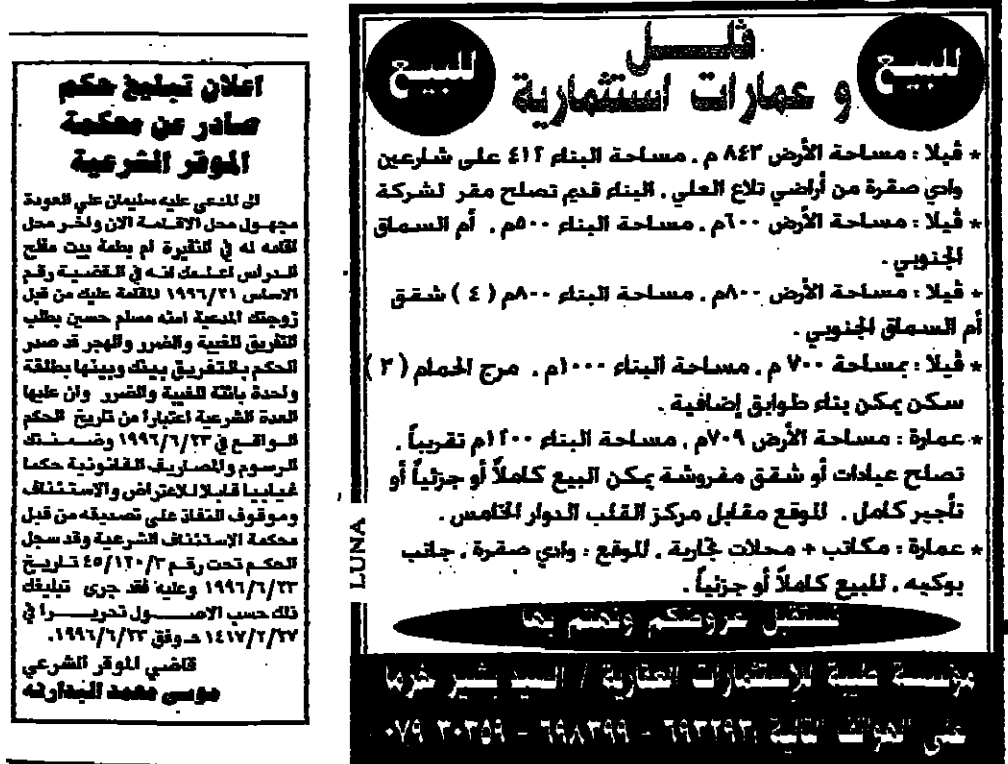 للبيع
فلل
و عمارات استثمارية
للبيع
* ڤيلا : مساحة الأرض ٨٤٣ م . مساحة البناء ٤١٢ على شارعين
وادي صقرة من أراضي تلاع العلي . البناء قديم تصلح مقر لشركة
* ڤيلا : مساحة الأرض ٦٠٠م . مساحة البناء ٥٠٠م . أم السماق
الجنوبي .
* ڤيلا : مساحة الأرض ٨٠٠م . مساحة البناء ٨٠٠م ( ٤ ) شقق
أم السماق الجنوبي .
* ڤيلا : بمساحة ٧٠٠ م . مساحة البناء ١٠٠٠م . مرج الحمام ( ٣ )
سكن يمكن بناء طوابق إضافية .
* عمارة : مساحة الأرض ٧٠٩م . مساحة البناء ١٢٠٠م تقريباً .
تصلح عيادات أو شقق مفروشة يمكن البيع كاملاً أو جزئياً أو
تأجير كامل . الموقع مقابل مركز القلب الدوار الخامس .
* عمارة : مكاتب + محلات تجارية . الموقع : وادي صقرة . جانب
بوكيه . للبيع كاملاً أو جزئياً .
نستقبل عروضكم ونهتم بها
مؤسسة طيبة للإستثمارات العقارية / السيد بشير خرما
على الهواتف التالية : ٦٩٣٢٩٣ - ٦٩٨٣٩٩ - ٣٠٣٥٩ ٠٧٩
LUNA
اعلان تبليغ حكم
صادر عن محكمة
الموقر الشرعية
الى المدعى عليه سليمان علي العودة
مجهول محل الاقامة الان وآخر محل
اقامه له في النقيرة ام بطمة بيت مفلح
الدراس اعلمك انه في القضية رقم
الاساس ١٩٩٦/٢١ المقامة عليك من قبل
زوجتك المدعية امنه مسلم حسين بطلب
التفريق للغيبة والضرر والهجر قد صدر
الحكم بالتفريق بينك وبينها بطلقة
واحدة بائنة للغيبة والضرر وان عليها
العدة الشرعية اعتباراً من تاريخ الحكم
الواقع في ١٩٩٦/٦/٢٣ وضمنتك
الرسوم والمصاريف القانونية حكما
غيابيا قابلا للاعتراض والاستئناف
وموقوف النفاذ على تصديقه من قبل
محكمة الاستئناف الشرعية وقد سجل
الحكم تحت رقم ٤٥/١٢٠/٣ تاريخ
١٩٩٦/٦/٢٣ وعليه فقد جرى تبليغك
ذلك حسب الاصول تحريرا في
١٤١٧/٢/٢٧ هـ وفق ١٩٩٦/٦/٢٣.
قاضي الموقر الشرعي
موسى محمد البدارنه